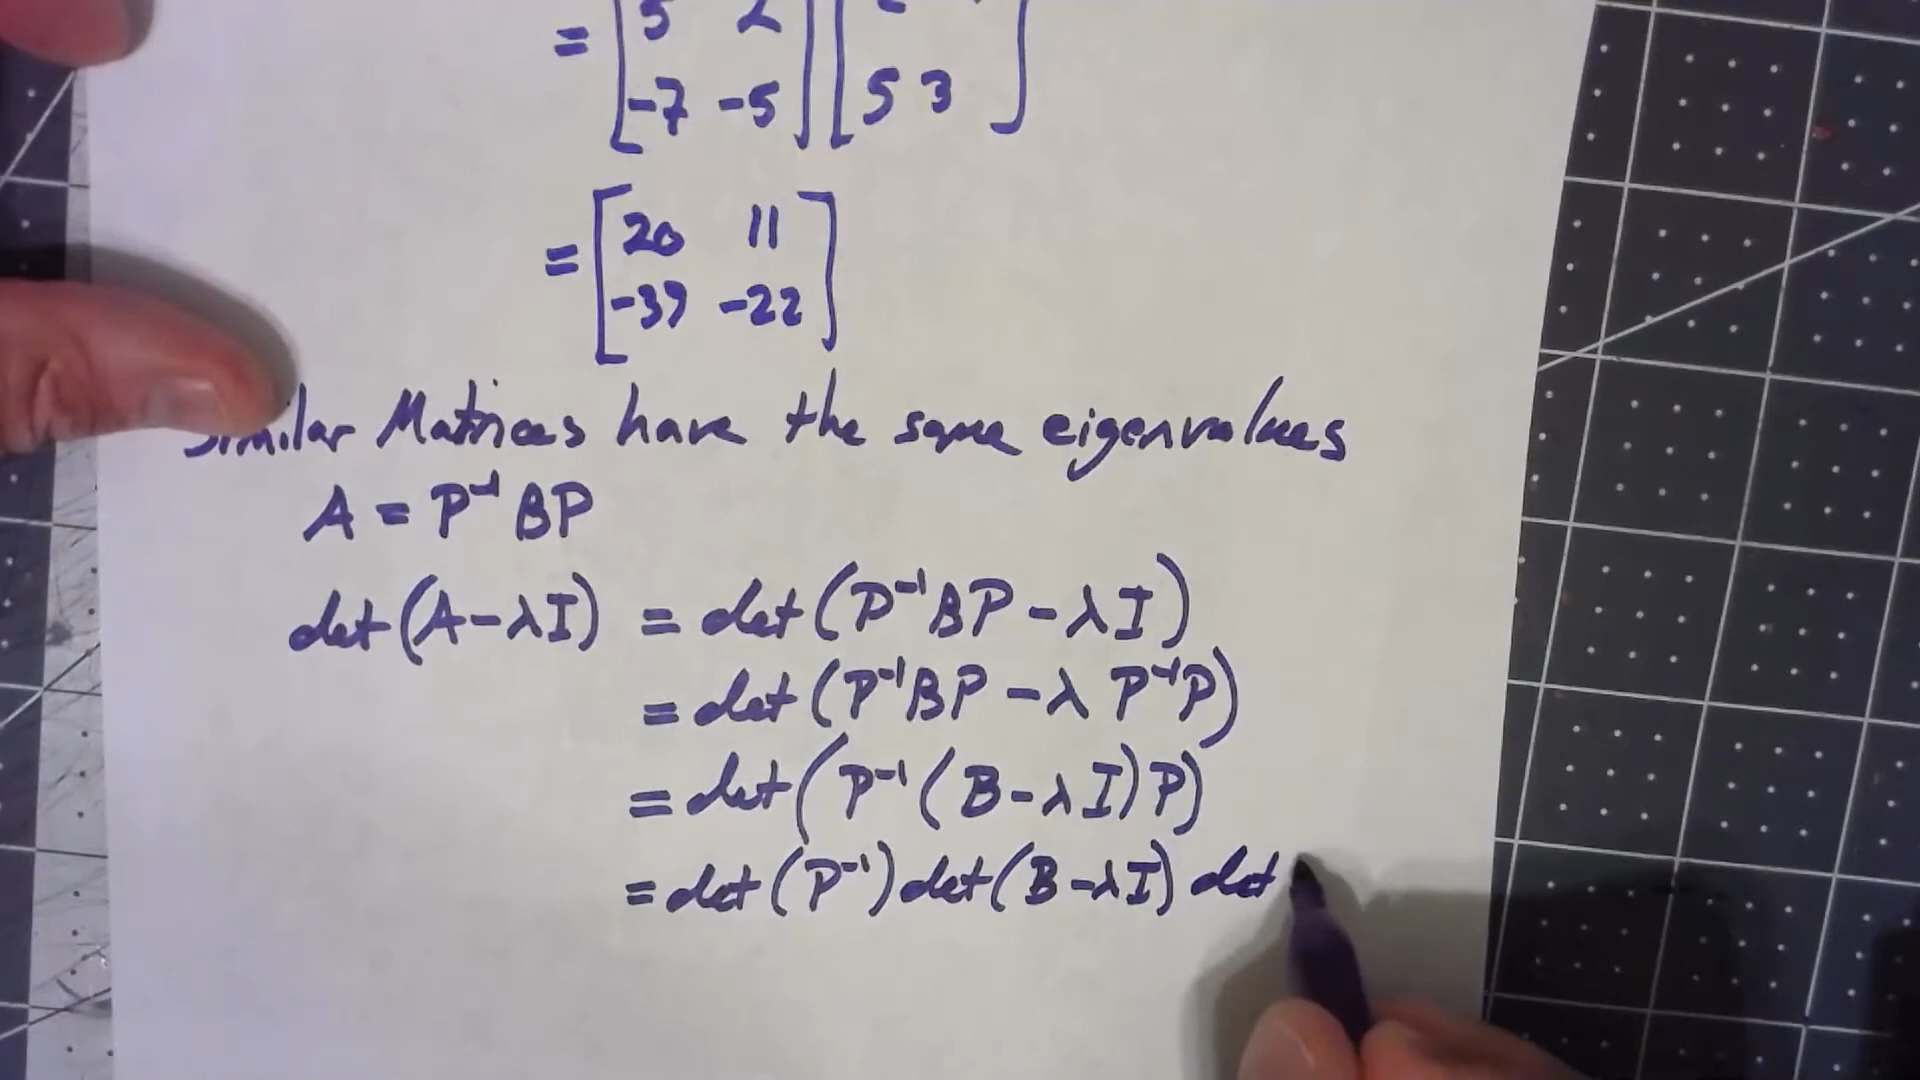 = [5 2
-7 -5] [
5 3]
= [20 11
-39 -22]
Similar Matrices have the same eigenvalues
A = P⁻¹BP
det(A-λI) = det(P⁻¹BP - λI)
= det(P⁻¹BP - λP⁻¹P)
= det(P⁻¹(B-λI)P)
= det(P⁻¹)det(B-λI)det